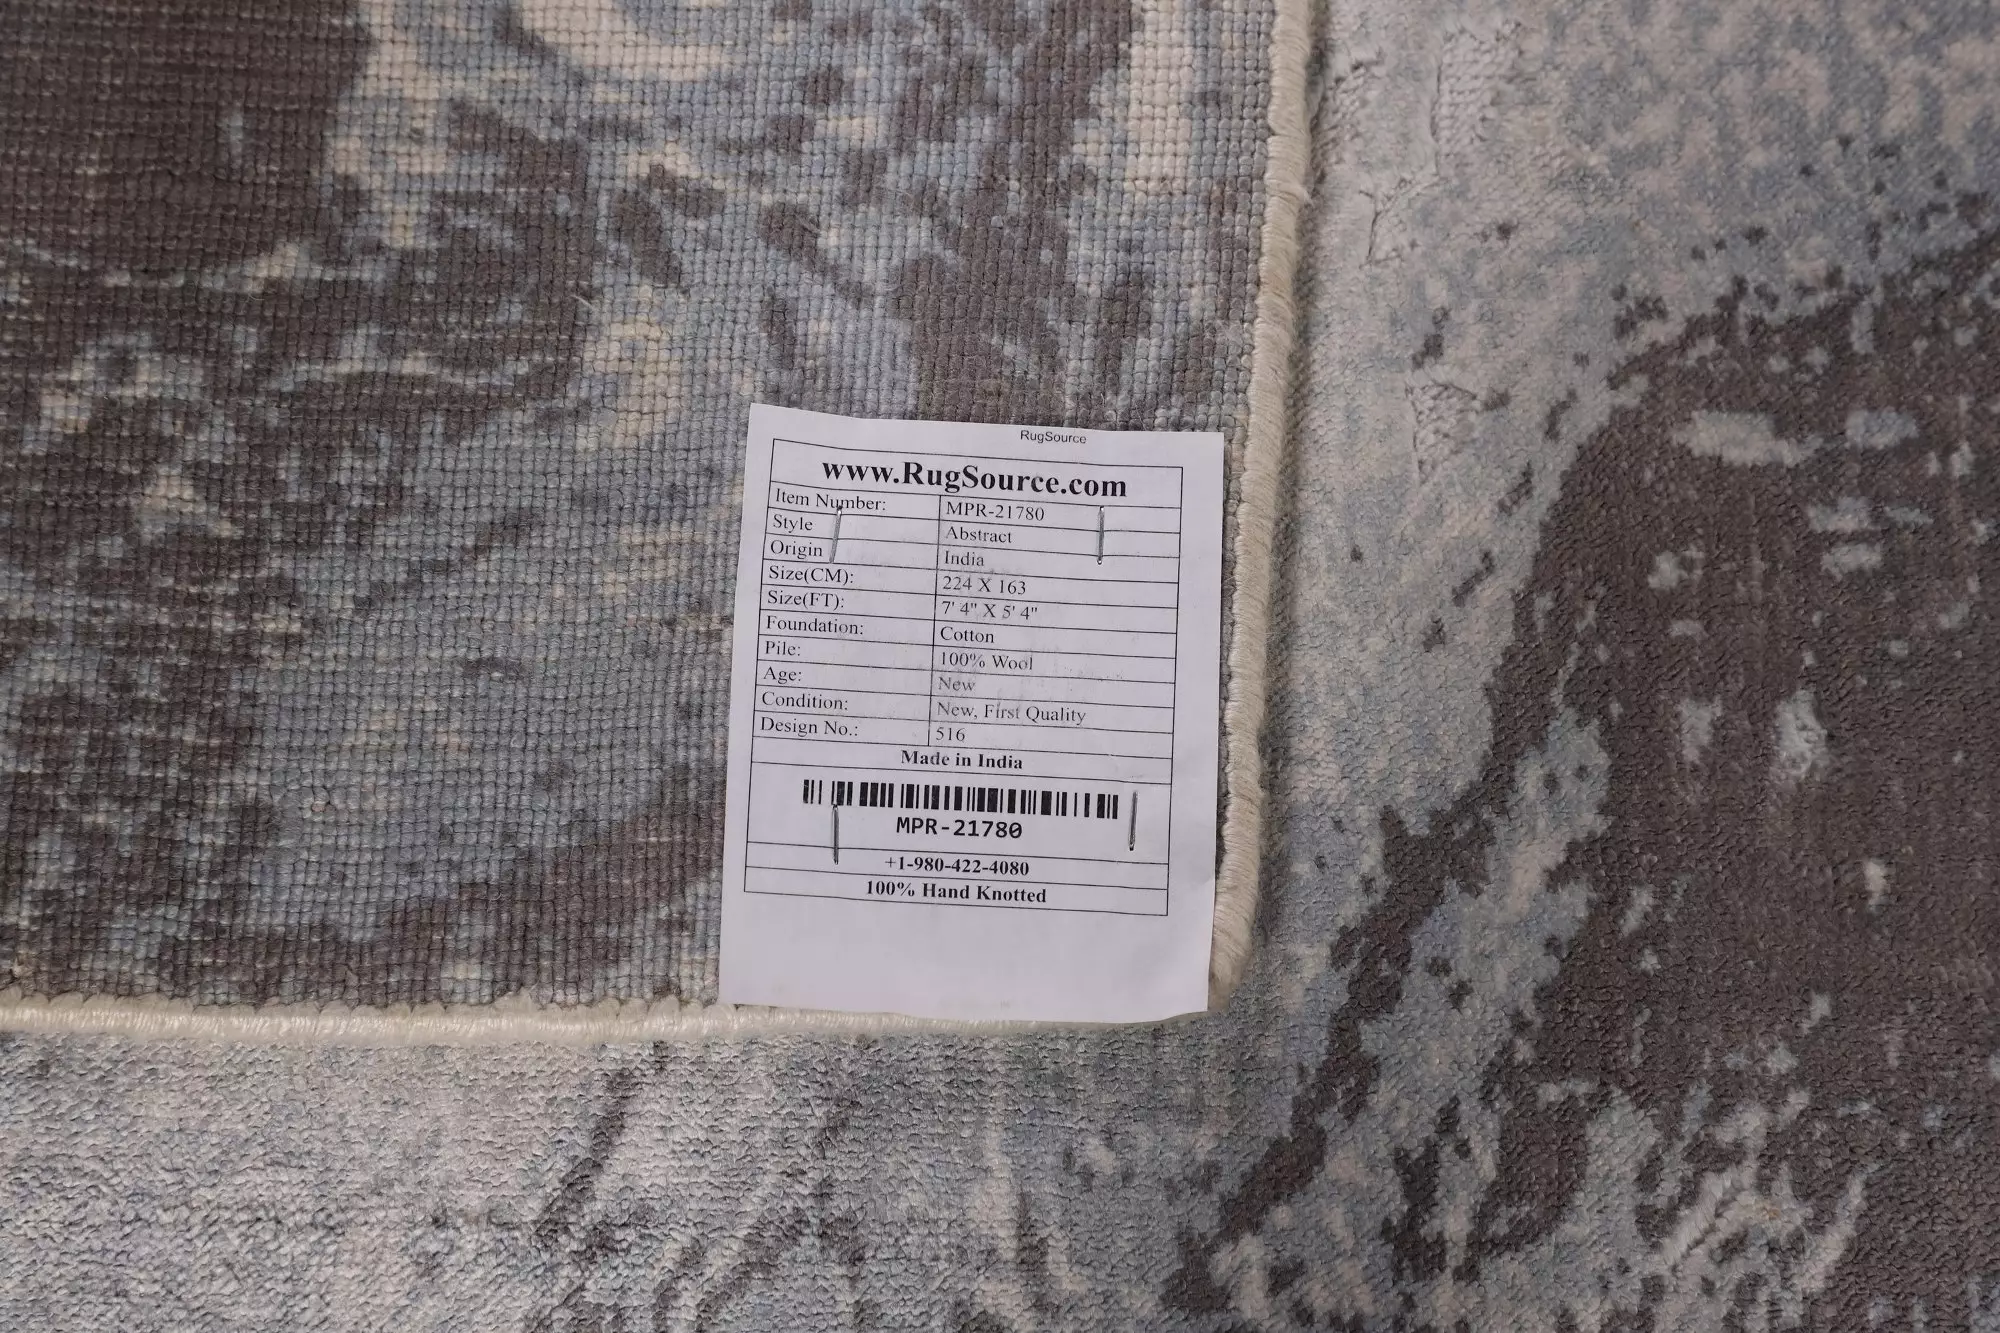 RugSource
www.RugSource.com
Item Number: MPR-21780
Style Abstract
Origin India
Size(CM): 224 X 163
Size(FT): 7' 4" X 5' 4"
Foundation: Cotton
Pile: 100% Wool
Age: New
Condition: New, First Quality
Design No.: 516
Made in India
MPR-21780
+1-980-422-4080
100% Hand Knotted